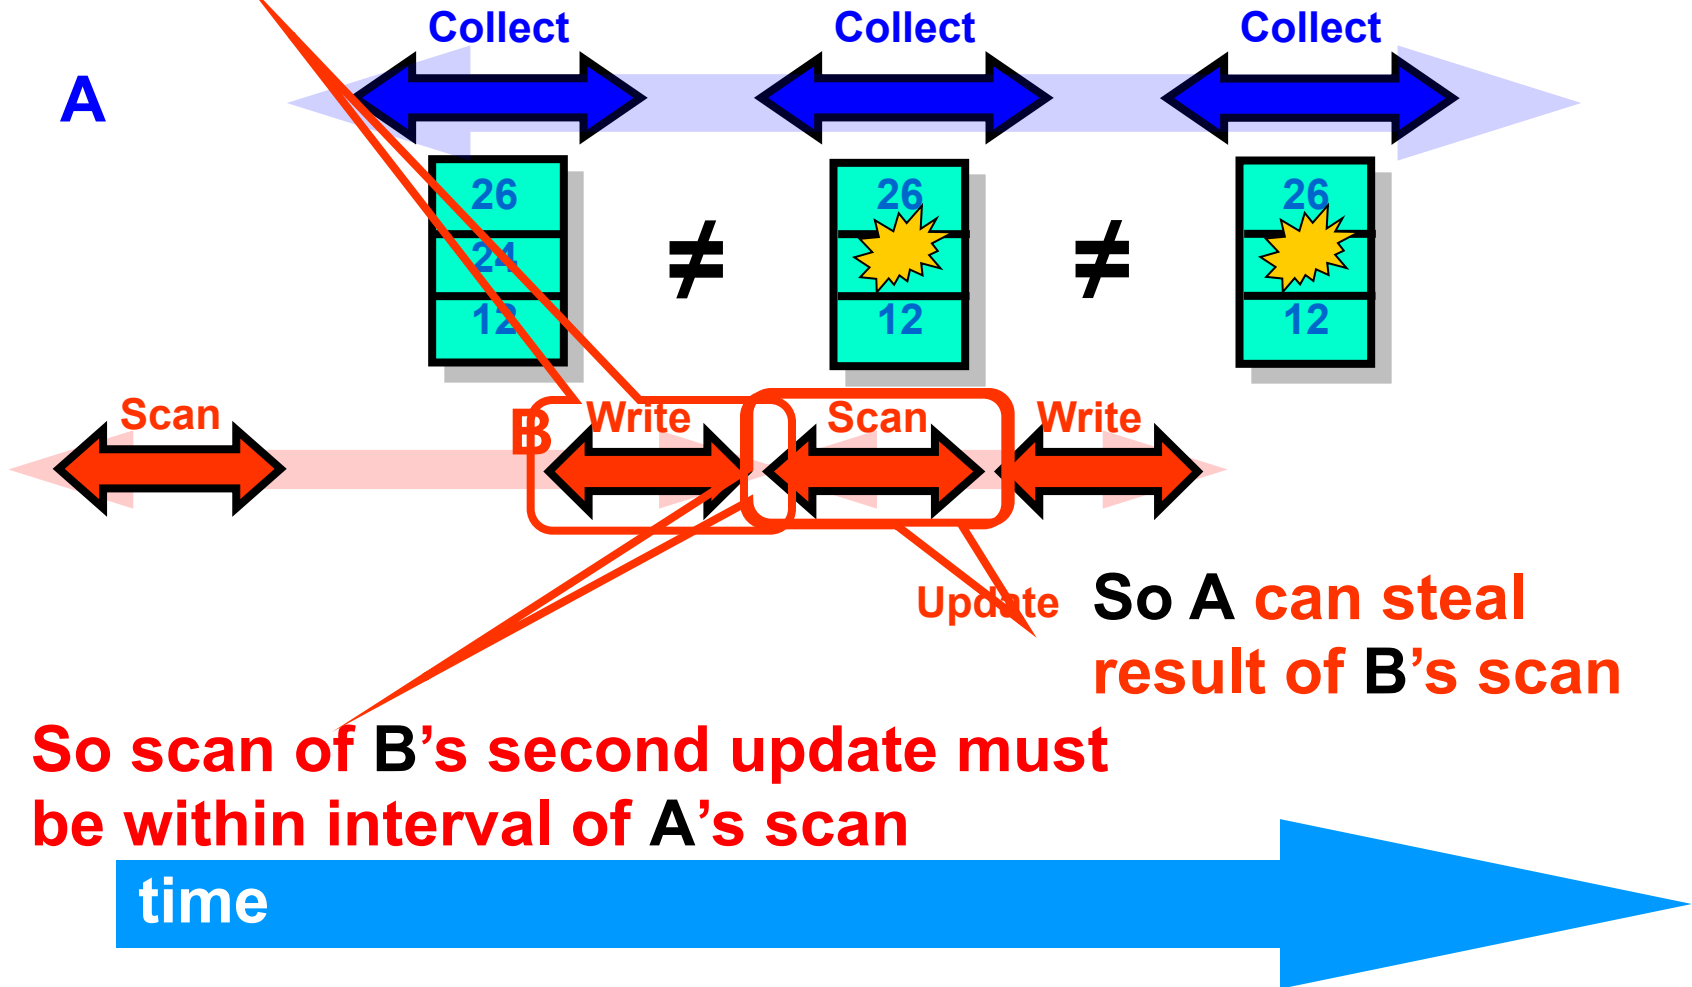 Collect Collect Collect
A
26 26 26
≠ ≠
24
12 12 12
Scan B Write Scan Write
Update
So A can steal
result of B’s scan
So scan of B’s second update must
be within interval of A’s scan
time